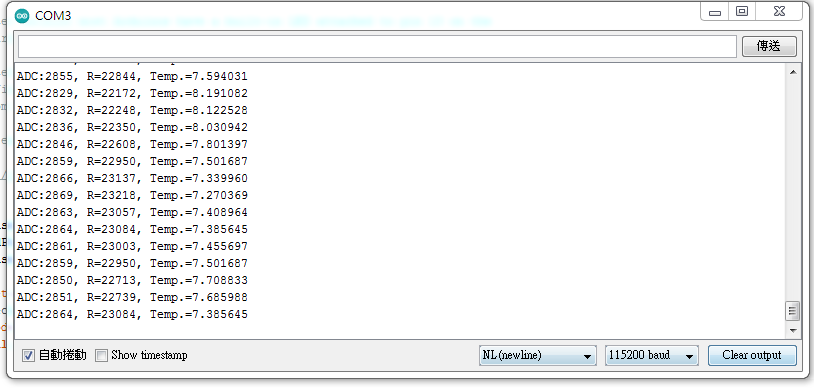 COM3
傳送
ADC:2855, R=22844, Temp.=7.594031
ADC:2829, R=22172, Temp.=8.191082
ADC:2832, R=22248, Temp.=8.122528
ADC:2836, R=22350, Temp.=8.030942
ADC:2846, R=22608, Temp.=7.801397
ADC:2859, R=22950, Temp.=7.501687
ADC:2866, R=23137, Temp.=7.339960
ADC:2869, R=23218, Temp.=7.270369
ADC:2863, R=23057, Temp.=7.408964
ADC:2864, R=23084, Temp.=7.385645
ADC:2861, R=23003, Temp.=7.455697
ADC:2859, R=22950, Temp.=7.501687
ADC:2850, R=22713, Temp.=7.708833
ADC:2851, R=22739, Temp.=7.685988
ADC:2864, R=23084, Temp.=7.385645
自動捲動 Show timestamp NL(newline) 115200 baud Clear output